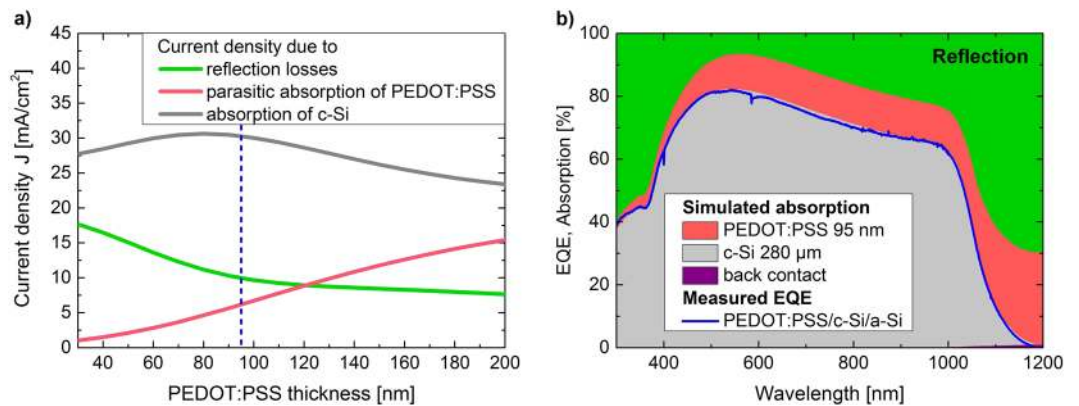 a)
45
40
35
30
25
20
15
10
5
0
Current density J [mA/cm²]
Current density due to
reflection losses
parasitic absorption of PEDOT:PSS
absorption of c-Si
40 60 80 100 120 140 160 180 200
PEDOT:PSS thickness [nm]
b)
100
80
60
40
20
0
EQE, Absorption [%]
Reflection
Simulated absorption
PEDOT:PSS 95 nm
c-Si 280 µm
back contact
Measured EQE
PEDOT:PSS/c-Si/a-Si
400 600 800 1000 1200
Wavelength [nm]